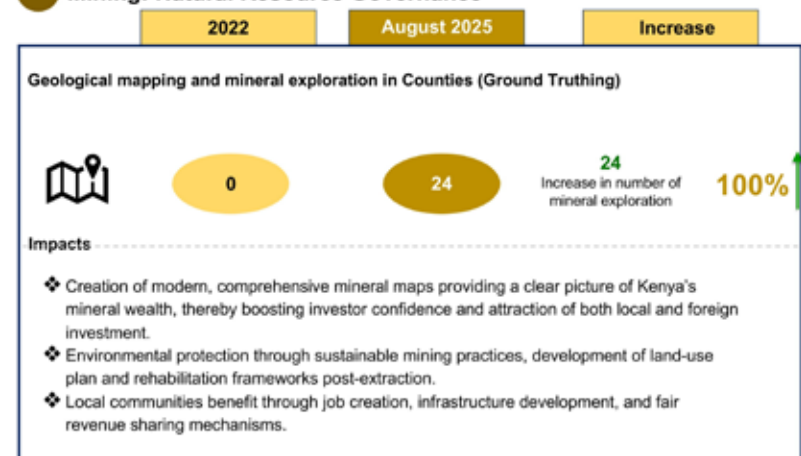 2022
August 2025
Increase
Geological mapping and mineral exploration in Counties (Ground Truthing)
0
24
24
Increase in number of
mineral exploration
100%
Impacts
❖ Creation of modern, comprehensive mineral maps providing a clear picture of Kenya's
mineral wealth, thereby boosting investor confidence and attraction of both local and foreign
investment.
❖ Environmental protection through sustainable mining practices, development of land-use
plan and rehabilitation frameworks post-extraction.
❖ Local communities benefit through job creation, infrastructure development, and fair
revenue sharing mechanisms.